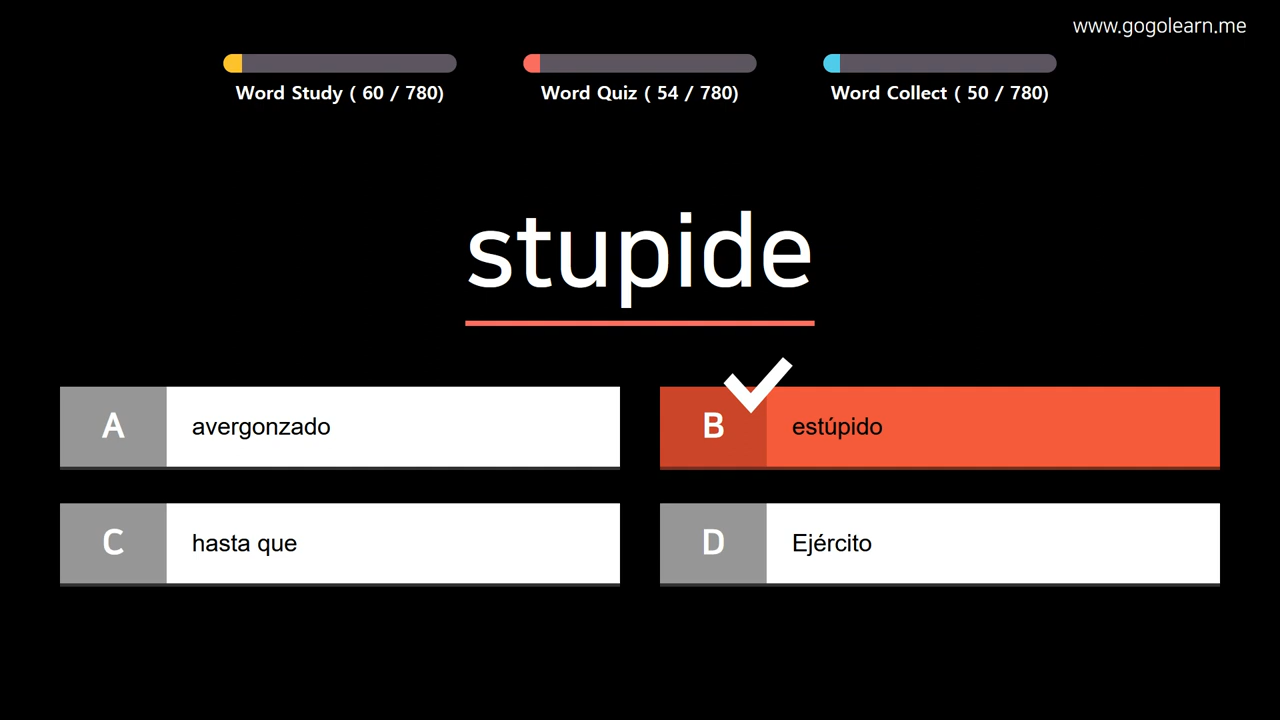 www.gogolearn.me
Word Study ( 60 / 780)
Word Quiz ( 54 / 780)
Word Collect ( 50 / 780)
stupide
A avergonzado
B estúpido
C hasta que
D Ejército